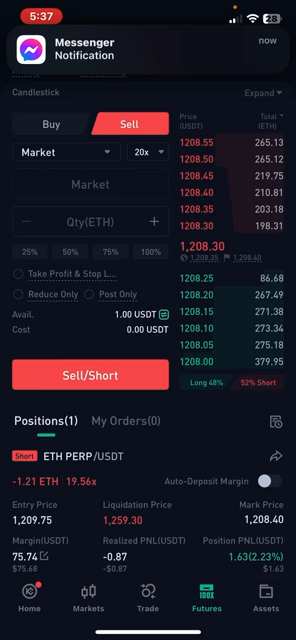 5:37
28
Messenger
now
Notification
Candlestick
Expand
Buy
Sell
Price
(USDT)
Total
(ETH)
Market
20x
1208.55 265.13
1208.50 265.12
1208.45 219.75
1208.40 210.81
1208.35 203.18
1208.30 198.31
Market
Qty(ETH)
1,208.30
1,208.35 1,208.40
25% 50% 75% 100%
Take Profit & Stop L...
Reduce Only Post Only
1208.25 86.68
1208.20 267.49
1208.15 271.38
1208.10 273.34
1208.05 275.18
1208.00 379.95
Avail. 1.00 USDT
Cost 0.00 USDT
Sell/Short
Long 48% 52% Short
Positions(1) My Orders(0)
Short ETH PERP/USDT
-1.21 ETH 19.56x Auto-Deposit Margin
Entry Price Liquidation Price Mark Price
1,209.75 1,259.30 1,208.40
Margin(USDT) Realized PNL(USDT) Position PNL(USDT)
75.74 -0.87 1.63(2.23%)
$75.68 -$0.87 $1.63
100X
Home Markets Trade Futures Assets